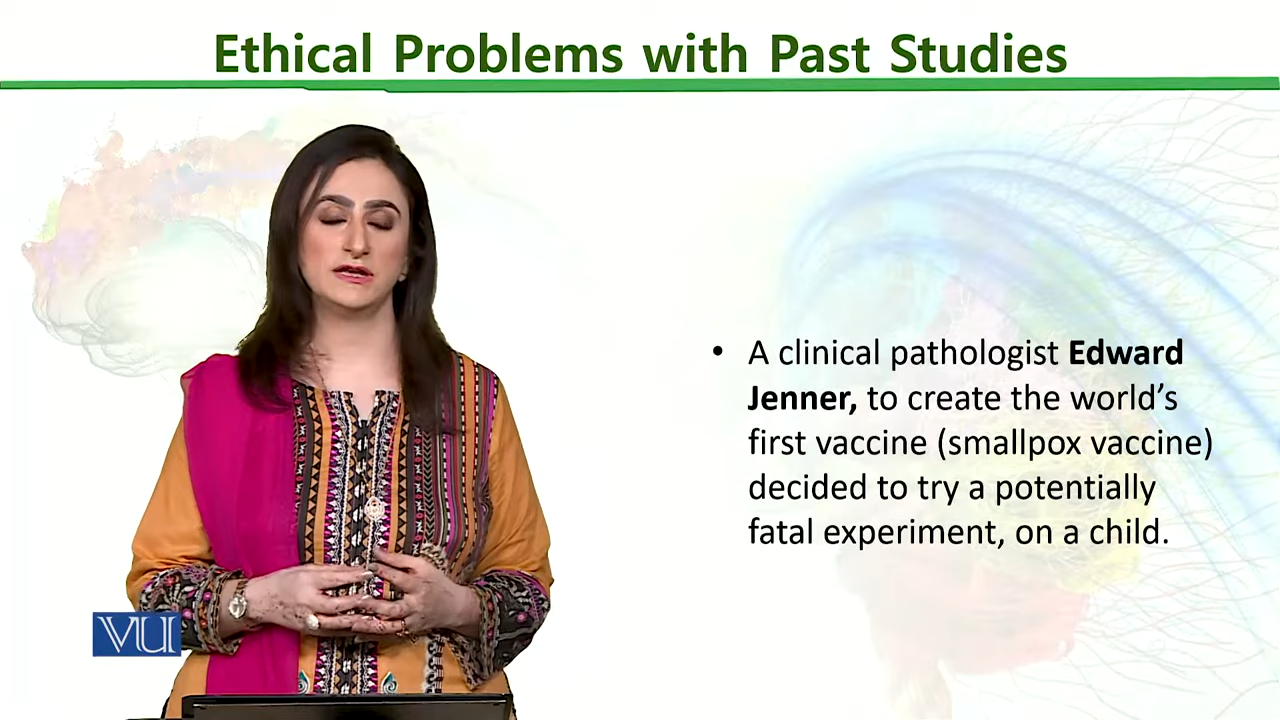 Ethical Problems with Past Studies
• A clinical pathologist Edward
Jenner, to create the world’s
first vaccine (smallpox vaccine)
decided to try a potentially
fatal experiment, on a child.
VU